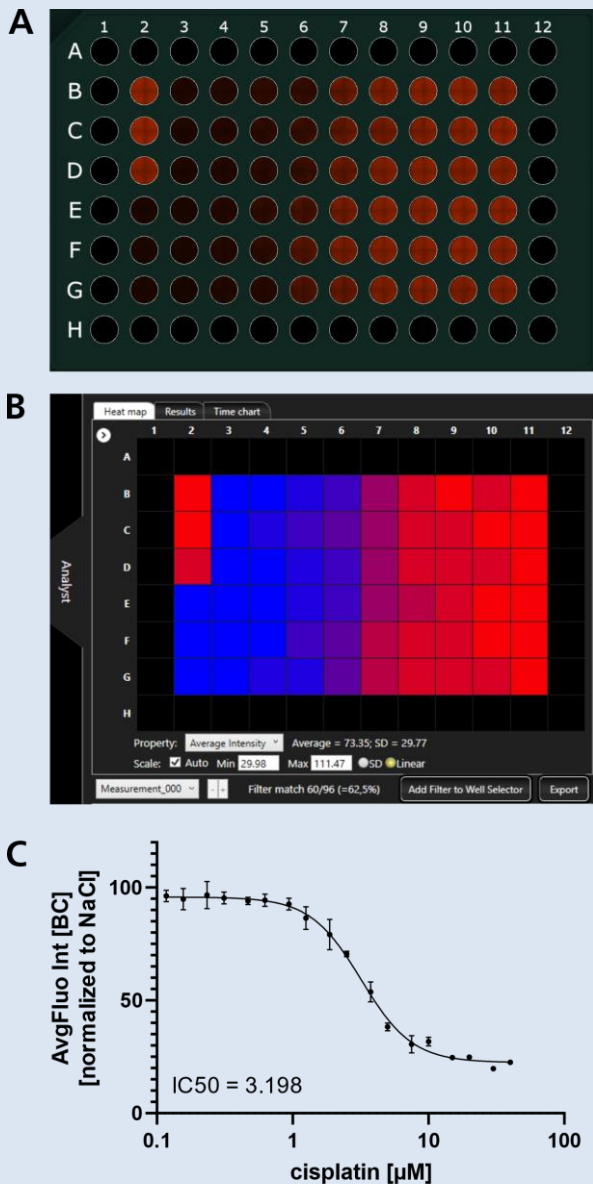 A
1 2 3 4 5 6 7 8 9 10 11 12
A
B
C
D
E
F
G
H
B
Heat map Results Time chart
1 2 3 4 5 6 7 8 9 10 11 12
A
B
C
D
E
F
G
H
Analyst
Property: Average Intensity Average = 73.35; SD = 29.77
Scale: Auto Min 29.98 Max 111.47 SD Linear
Measurement_000 - + Filter match 60/96 (=62,5%) Add Filter to Well Selector Export
C
AvgFluo Int [BC]
[normalized to NaCl]
100
50
0
IC50 = 3.198
0.1 1 10 100
cisplatin [µM]